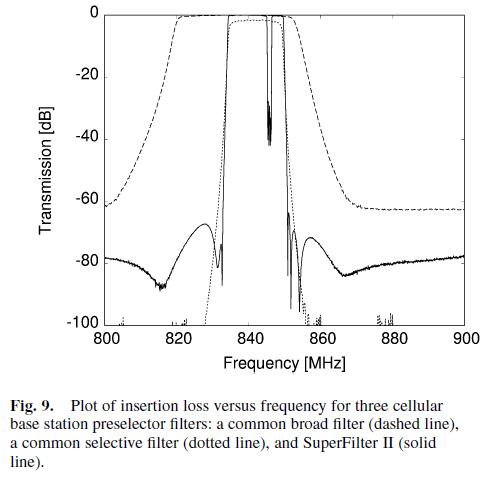 0
-20
-40
-60
-80
-100
Transmission [dB]
800 820 840 860 880 900
Frequency [MHz]
Fig. 9. Plot of insertion loss versus frequency for three cellular
base station preselector filters: a common broad filter (dashed line),
a common selective filter (dotted line), and SuperFilter II (solid
line).